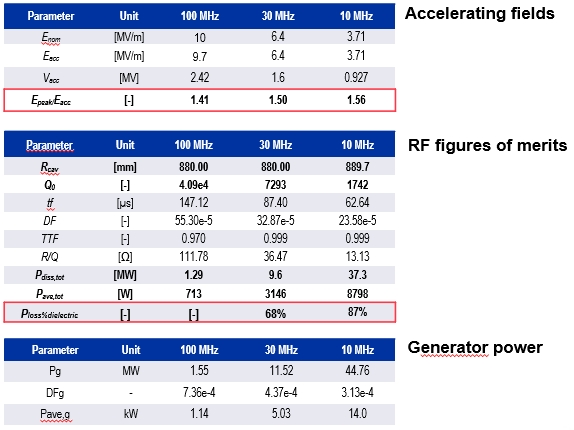 Accelerating fields
Parameter Unit 100 MHz 30 MHz 10 MHz
Enom [MV/m] 10 6.4 3.71
Eacc [MV/m] 9.7 6.4 3.71
Vacc [MV] 2.42 1.6 0.927
Epeak/Eacc [-] 1.41 1.50 1.56
RF figures of merits
Parameter Unit 100 MHz 30 MHz 10 MHz
Rcav [mm] 880.00 880.00 889.7
Q0 [-] 4.09e4 7293 1742
tf [µs] 147.12 87.40 62.64
DF [-] 55.30e-5 32.87e-5 23.58e-5
TTF [-] 0.970 0.999 0.999
R/Q [Ω] 111.78 36.47 13.13
Pdiss,tot [MW] 1.29 9.6 37.3
Pave,tot [W] 713 3146 8798
Ploss%dielectric [-] [-] 68% 87%
Generator power
Parameter Unit 100 MHz 30 MHz 10 MHz
Pg MW 1.55 11.52 44.76
DFg - 7.36e-4 4.37e-4 3.13e-4
Pave,g kW 1.14 5.03 14.0